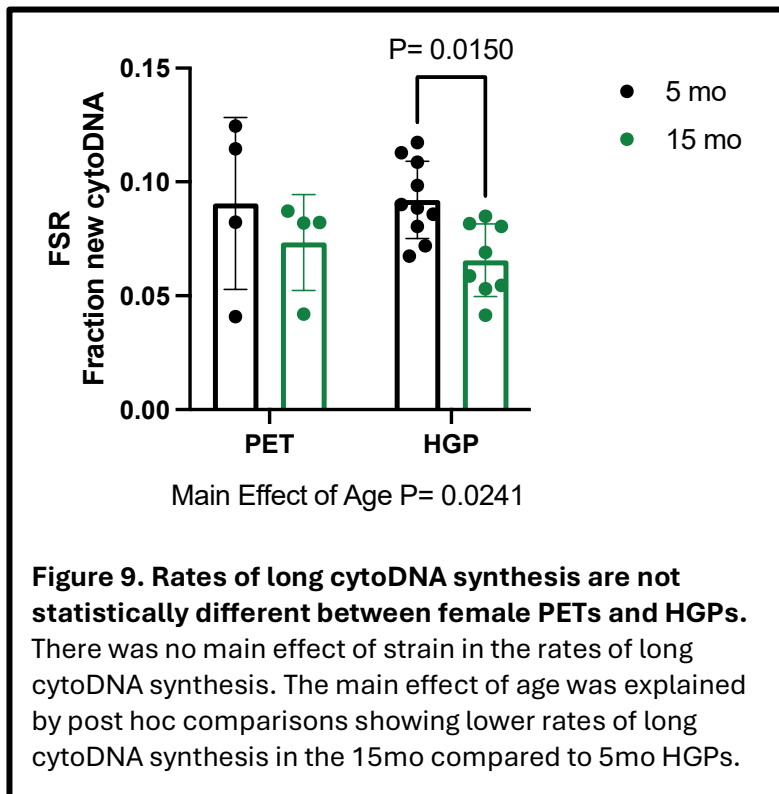 P= 0.0150
0.15
0.10
0.05
0.00
FSR
Fraction new cytoDNA
5 mo
15 mo
PET
HGP
Main Effect of Age P= 0.0241
Figure 9. Rates of long cytoDNA synthesis are not
statistically different between female PETs and HGPs.
There was no main effect of strain in the rates of long
cytoDNA synthesis. The main effect of age was explained
by post hoc comparisons showing lower rates of long
cytoDNA synthesis in the 15mo compared to 5mo HGPs.